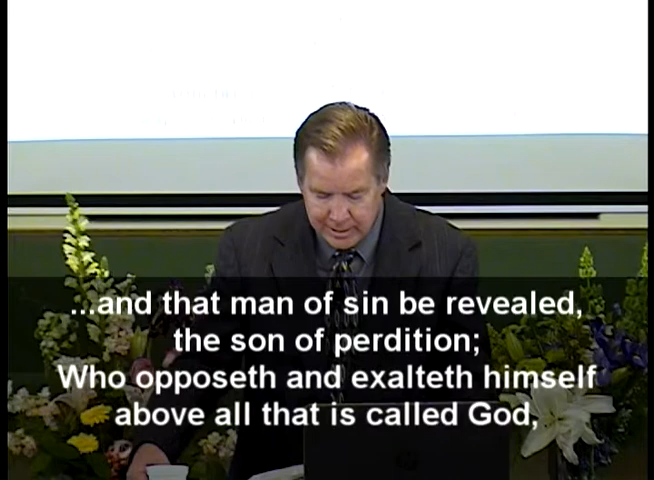 ...and that man of sin be revealed,
the son of perdition;
Who opposeth and exalteth himself
above all that is called God,